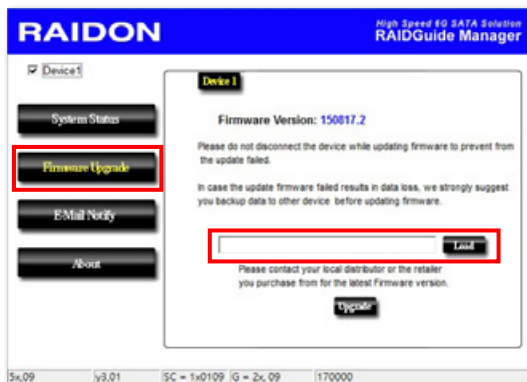 RAIDON
High Speed 6G SATA Solution
RAIDGuide Manager
Device1
System Status
Firmware Upgrade
E-Mail Notify
About
Device 1
Firmware Version: 150817.2
Please do not disconnect the device while updating firmware to prevent from
the update failed.
In case the update firmware failed results in data loss, we strongly suggest
you backup data to other device before updating firmware.
Load
Please contact your local distributor or the retailer
you purchase from for the latest Firmware version.
Upgrade
5x,09 y3,01 SC = 1x0109 G = 2x, 09 170000